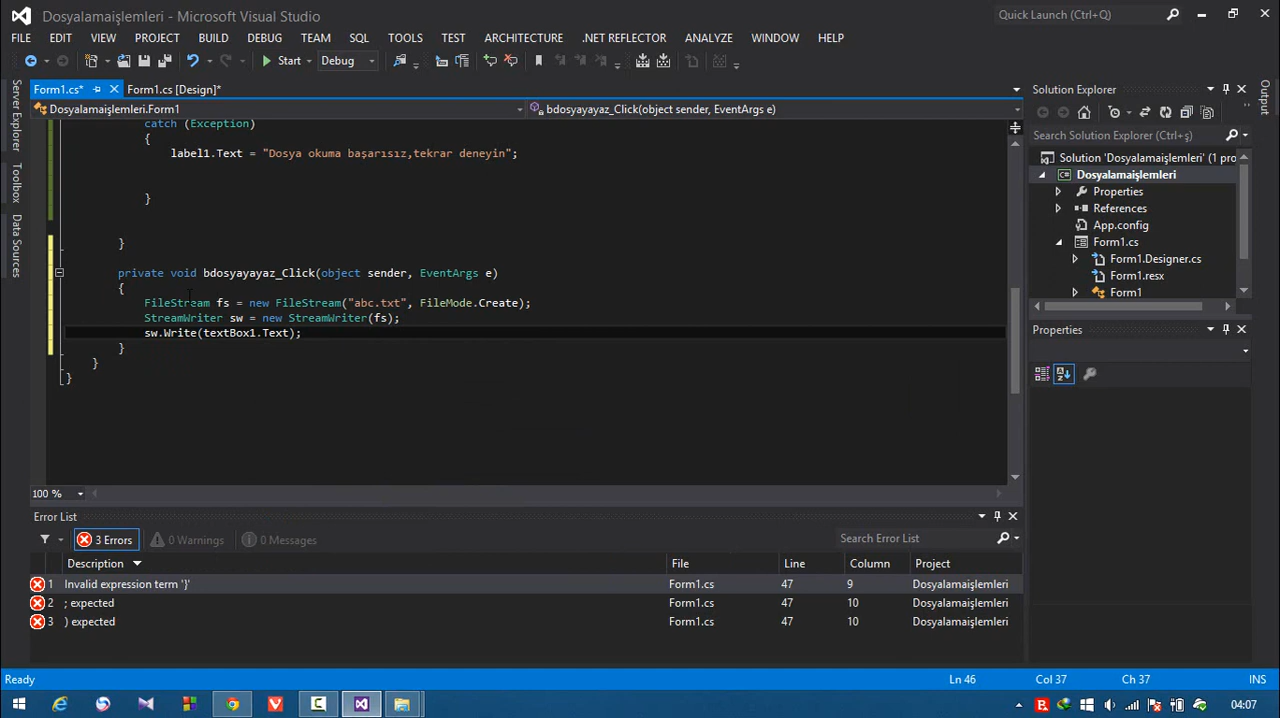 Dosyalamaişlemleri - Microsoft Visual Studio
Quick Launch (Ctrl+Q)
FILE EDIT VIEW PROJECT BUILD DEBUG TEAM SQL TOOLS TEST ARCHITECTURE .NET REFLECTOR ANALYZE WINDOW HELP
Start Debug
Server Explorer
Toolbox
Data Sources
Form1.cs* Form1.cs [Design]*
Dosyalamaişlemleri.Form1 bdosyayayaz_Click(object sender, EventArgs e)
catch (Exception)
{
label1.Text = "Dosya okuma başarısız,tekrar deneyin";
}
}
private void bdosyayayaz_Click(object sender, EventArgs e)
{
FileStream fs = new FileStream("abc.txt", FileMode.Create);
StreamWriter sw = new StreamWriter(fs);
sw.Write(textBox1.Text);
}
}
}
100 %
Solution Explorer
Search Solution Explorer (Ctrl+ş)
Solution 'Dosyalamaişlemleri' (1 pro
C# Dosyalamaişlemleri
Properties
References
App.config
Form1.cs
Form1.Designer.cs
Form1.resx
Form1
Properties
Output
Error List
3 Errors 0 Warnings 0 Messages Search Error List
Description File Line Column Project
1 Invalid expression term '}' Form1.cs 47 9 Dosyalamaişlemleri
2 ; expected Form1.cs 47 10 Dosyalamaişlemleri
3 ) expected Form1.cs 47 10 Dosyalamaişlemleri
Ready Ln 46 Col 37 Ch 37 INS
04:07